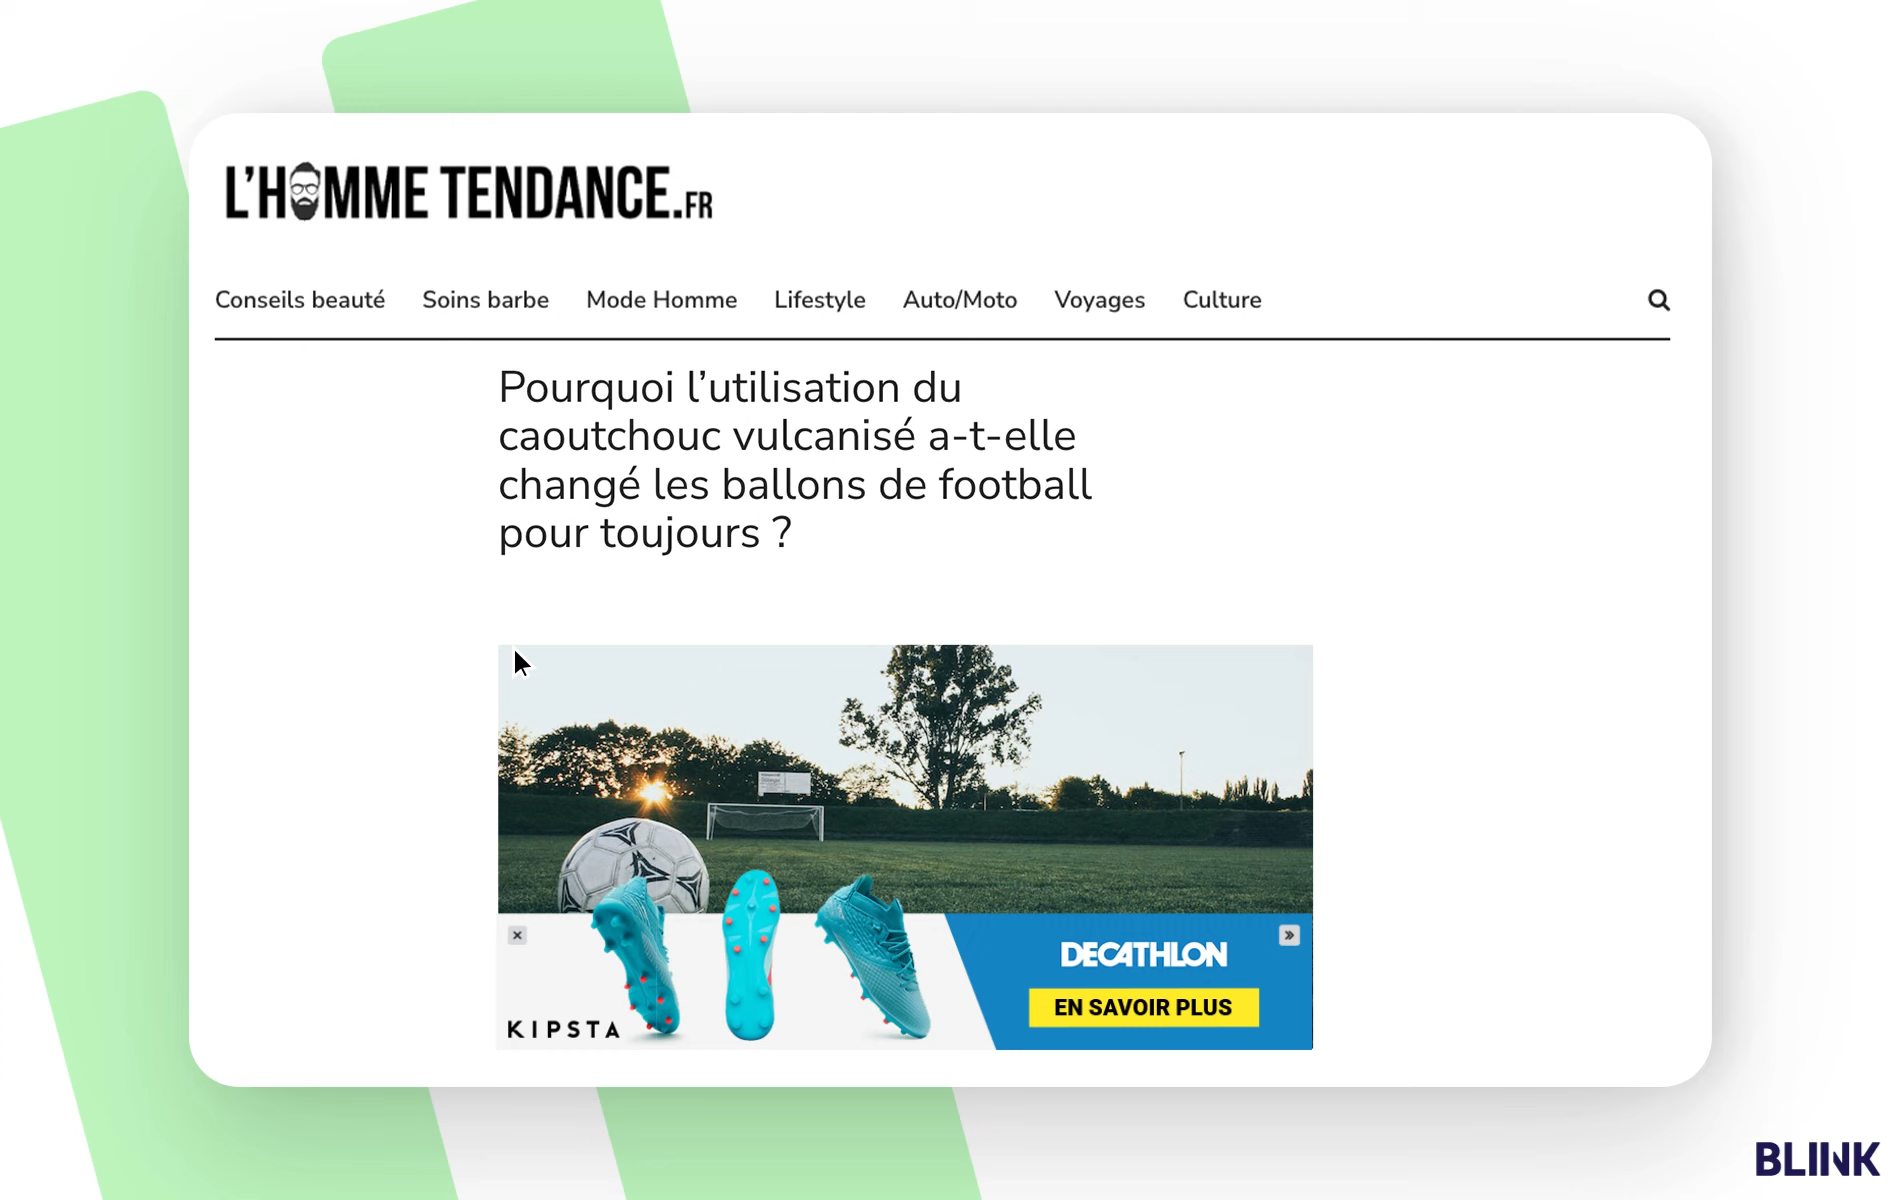 L'HOMME TENDANCE.FR
Conseils beauté Soins barbe Mode Homme Lifestyle Auto/Moto Voyages Culture
Pourquoi l’utilisation du
caoutchouc vulcanisé a-t-elle
changé les ballons de football
pour toujours ?
DECATHLON
EN SAVOIR PLUS
KIPSTA
BLIINK